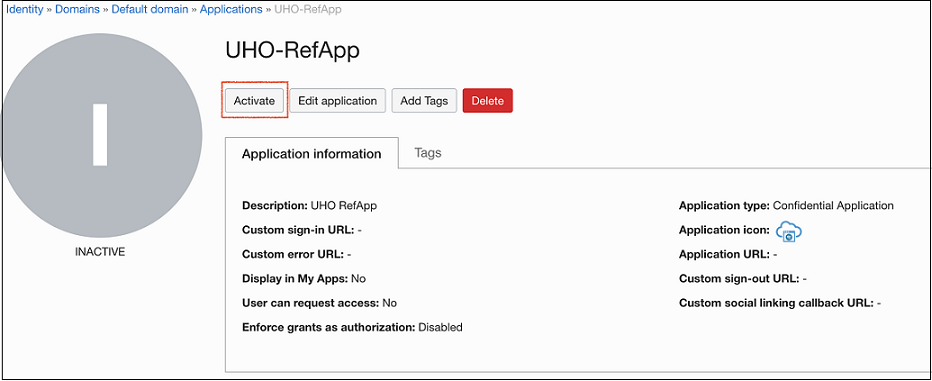 Identity » Domains » Default domain » Applications » UHO-RefApp
I
INACTIVE
UHO-RefApp
Activate Edit application Add Tags Delete
Application information Tags
Description: UHO RefApp
Custom sign-in URL: -
Custom error URL: -
Display in My Apps: No
User can request access: No
Enforce grants as authorization: Disabled
Application type: Confidential Application
Application icon:
Application URL: -
Custom sign-out URL: -
Custom social linking callback URL: -